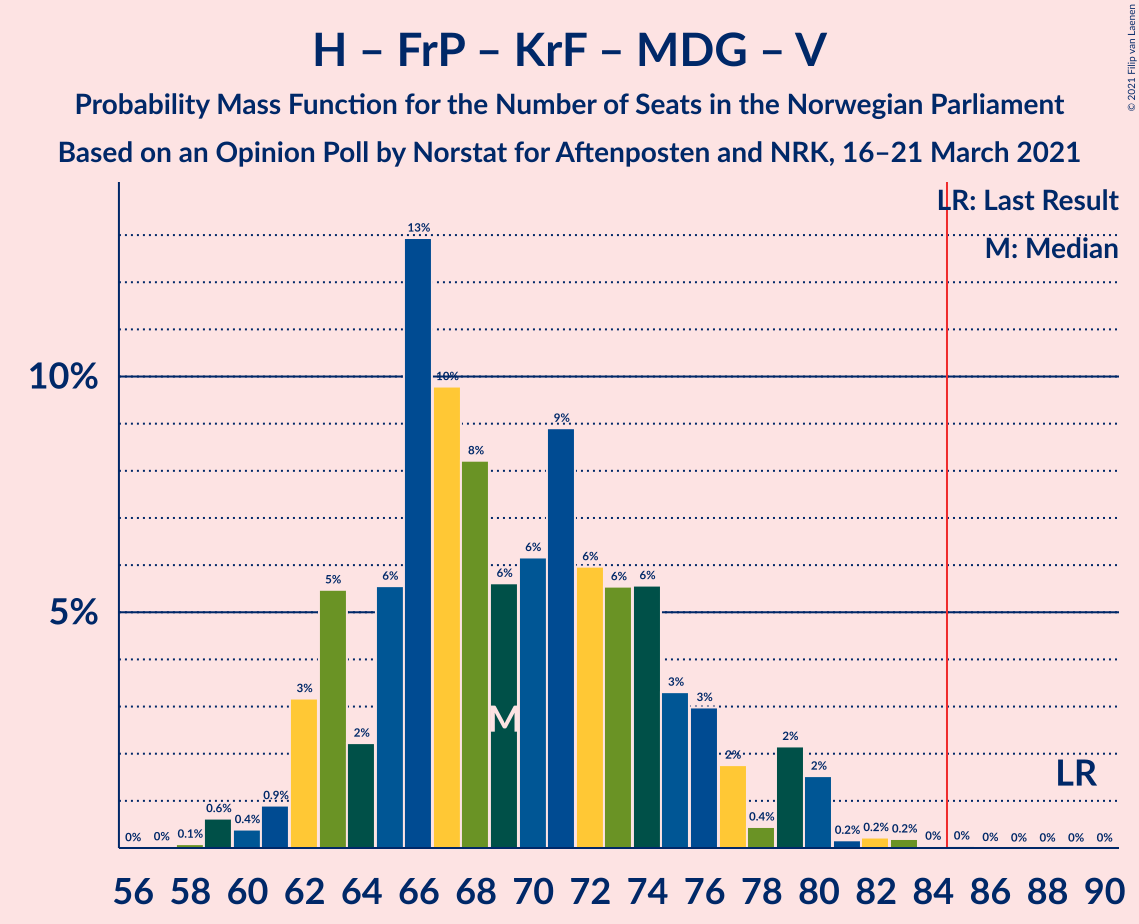 H – FrP – KrF – MDG – V
Probability Mass Function for the Number of Seats in the Norwegian Parliament
Based on an Opinion Poll by Norstat for Aftenposten and NRK, 16–21 March 2021
© 2021 Filip van Laenen
LR: Last Result
M: Median
10%
5%
0% 0% 0.1% 0.6% 0.4% 0.9% 3% 5% 2% 6% 13% 10% 8% 6% 6% 9% 6% 6% 6% 3% 3% 2% 0.4% 2% 2% 0.2% 0.2% 0.2% 0% 0% 0% 0% 0% 0% 0%
M
LR
56 58 60 62 64 66 68 70 72 74 76 78 80 82 84 86 88 90